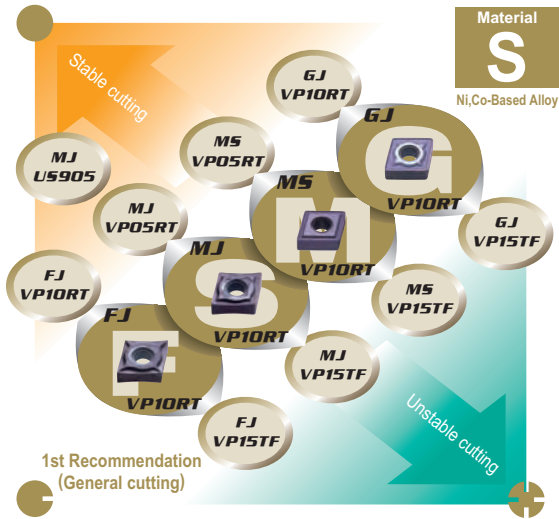 Material
S
Ni,Co-Based Alloy
Stable cutting
GJ
VP10RT
MS
VP05RT
MJ
US905
MJ
VP05RT
FJ
VP10RT
GJ
G
VP10RT
MS
M
VP10RT
MJ
S
VP10RT
FJ
F
VP10RT
GJ
VP15TF
MS
VP15TF
MJ
VP15TF
FJ
VP15TF
Unstable cutting
1st Recommendation
(General cutting)